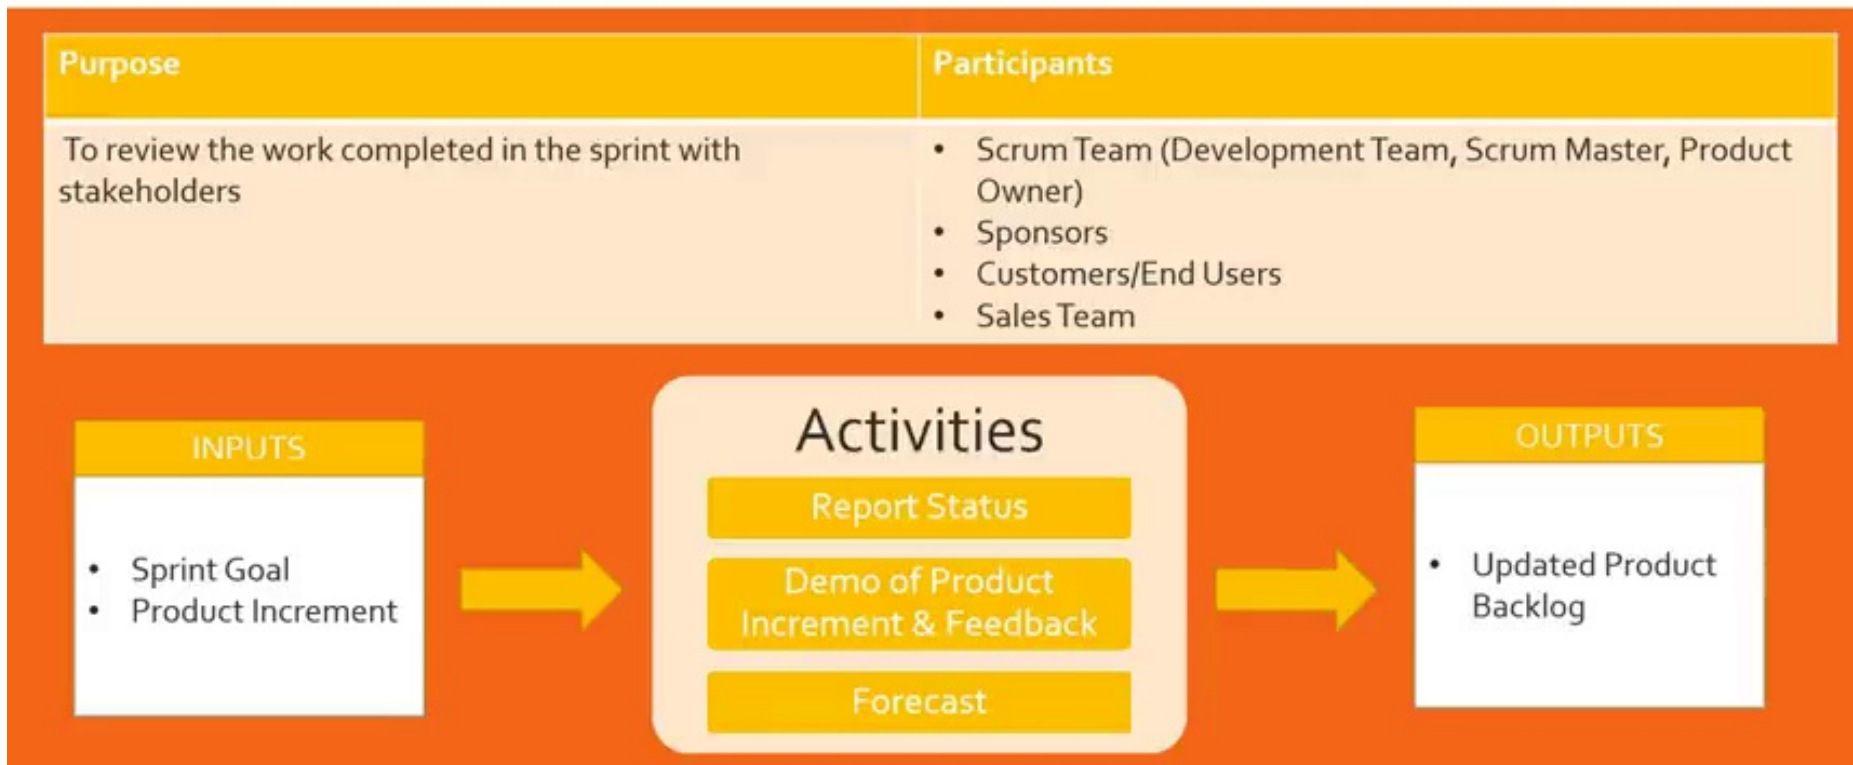 Purpose
Participants
To review the work completed in the sprint with
stakeholders
• Scrum Team (Development Team, Scrum Master, Product
Owner)
• Sponsors
• Customers/End Users
• Sales Team
INPUTS
• Sprint Goal
• Product Increment
Activities
Report Status
Demo of Product
Increment & Feedback
Forecast
OUTPUTS
• Updated Product
Backlog